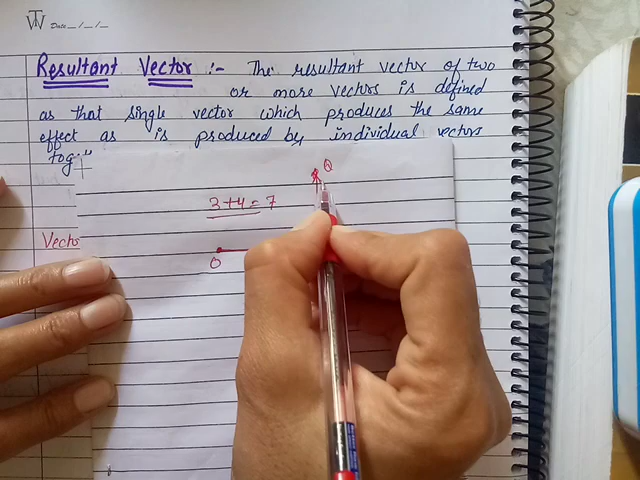 Date _/_/_
Resultant Vector :- The resultant vector of two
or more vectors is defined
as that single vector which produces the same
effect as is produced by individual vectors
Q
3+4=7
Vecto
O